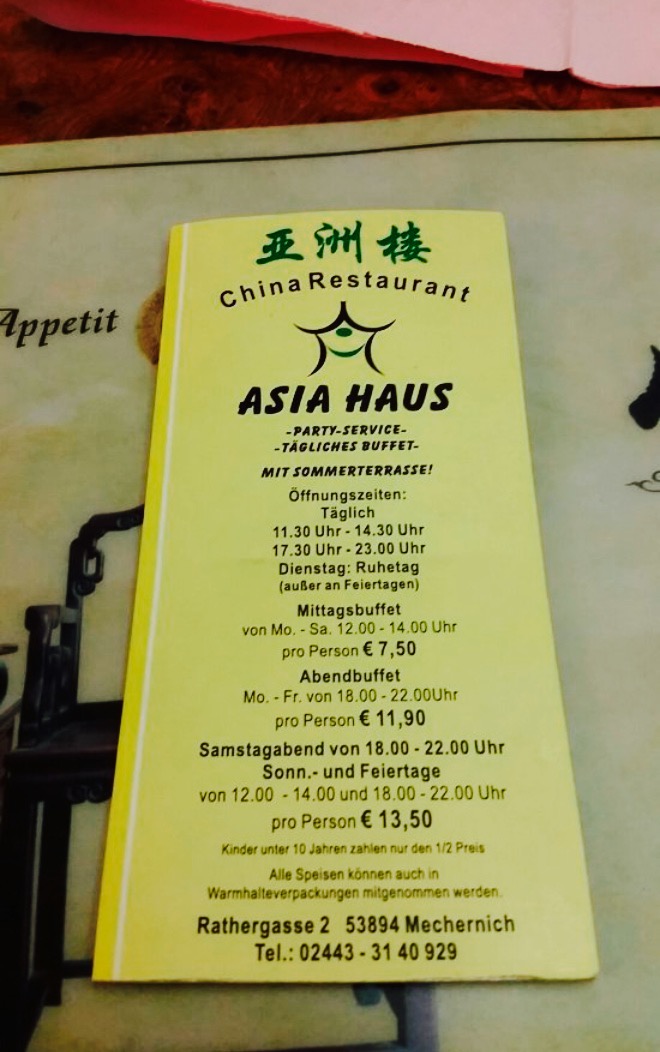 亚洲楼
China Restaurant
Appetit
ASIA HAUS
-PARTY-SERVICE-
-TÄGLICHES BUFFET-
MIT SOMMERTERRASSE!
Öffnungszeiten:
Täglich
11.30 Uhr - 14.30 Uhr
17.30 Uhr - 23.00 Uhr
Dienstag: Ruhetag
(außer an Feiertagen)
Mittagsbuffet
von Mo. - Sa. 12.00 - 14.00 Uhr
pro Person € 7,50
Abendbuffet
Mo. - Fr. von 18.00 - 22.00Uhr
pro Person € 11,90
Samstagabend von 18.00 - 22.00 Uhr
Sonn.- und Feiertage
von 12.00 - 14.00 und 18.00 - 22.00 Uhr
pro Person € 13,50
Kinder unter 10 Jahren zahlen nur den 1/2 Preis
Alle Speisen können auch in
Warmhalteverpackungen mitgenommen werden.
Rathergasse 2 53894 Mechernich
Tel.: 02443 - 31 40 929